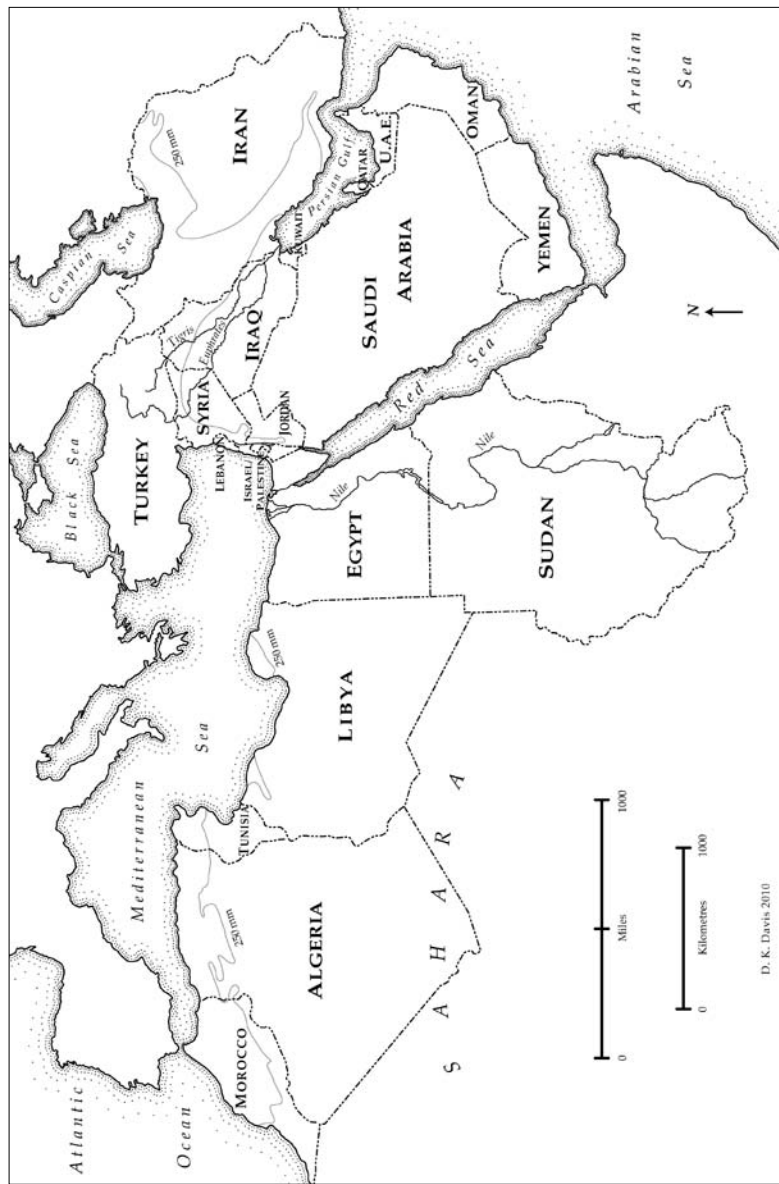 Atlantic
Ocean
Mediterranean
Sea
Black Sea
Caspian
Sea
MOROCCO
ALGERIA
250 mm
TUNISIA
LIBYA
250 mm
EGYPT
Nile
SUDAN
Nile
S A H A R A
TURKEY
SYRIA
LEBANON
ISRAEL/
PALESTINE
JORDAN
Tigris
Euphrates
IRAQ
IRAN
250 mm
KUWAIT
Persian Gulf
QATAR
U.A.E.
OMAN
SAUDI
ARABIA
YEMEN
Red Sea
Arabian
Sea
N
0 Miles 1000
0 Kilometres 1000
D. K. Davis 2010